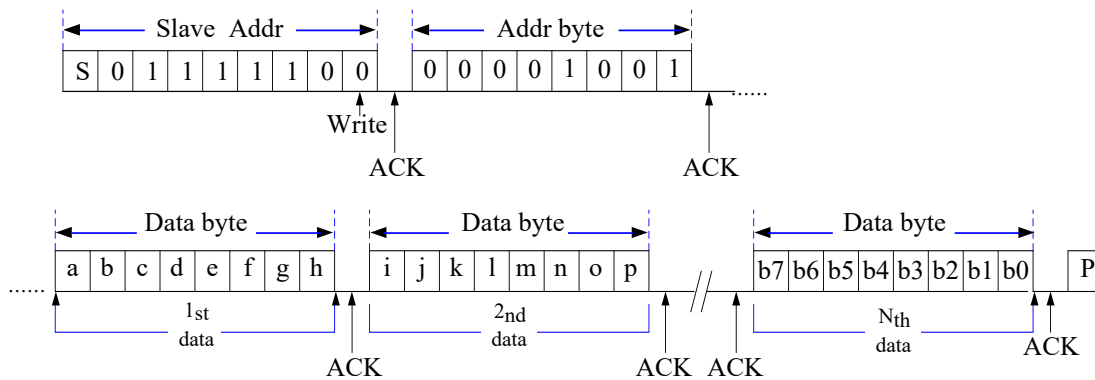 Slave Addr Addr byte
S 0 1 1 1 1 1 0 0 0 0 0 0 1 0 0 1
......
Write
ACK ACK
Data byte Data byte Data byte
a b c d e f g h i j k l m n o p b7 b6 b5 b4 b3 b2 b1 b0 P
...... //
1st 2nd Nth
data data data
ACK ACK ACK ACK